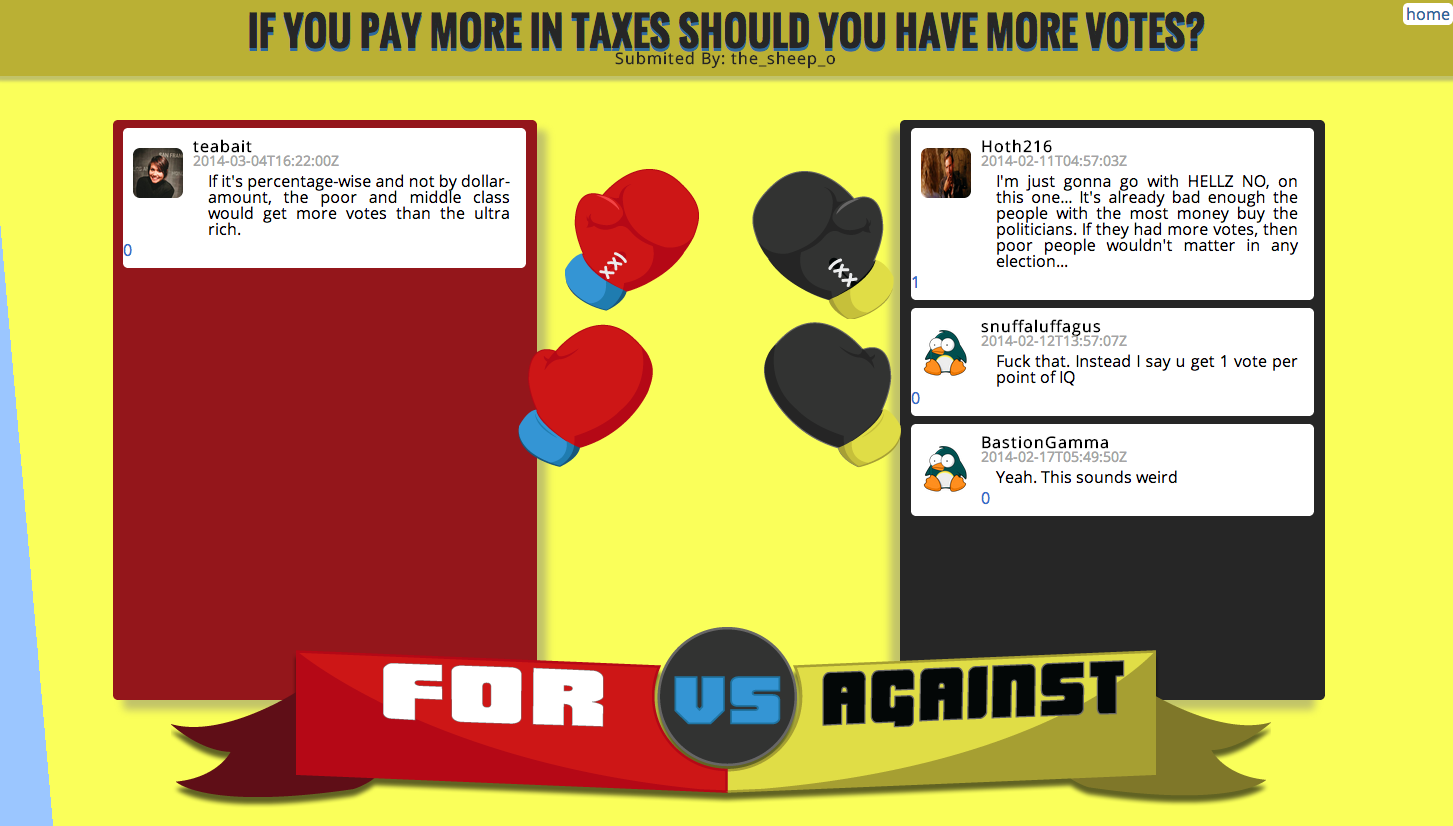 IF YOU PAY MORE IN TAXES SHOULD YOU HAVE MORE VOTES?
home
Submited By: the_sheep_o
teabait
2014-03-04T16:22:00Z
If it's percentage-wise and not by dollar-
amount, the poor and middle class
would get more votes than the ultra
rich.
0
Hoth216
2014-02-11T04:57:03Z
I'm just gonna go with HELLZ NO, on
this one... It's already bad enough the
people with the most money buy the
politicians. If they had more votes, then
poor people wouldn't matter in any
election...
1
snuffaluffagus
2014-02-12T13:57:07Z
Fuck that. Instead I say u get 1 vote per
point of IQ
0
BastionGamma
2014-02-17T05:49:50Z
Yeah. This sounds weird
0
FOR
VS
AGAINST